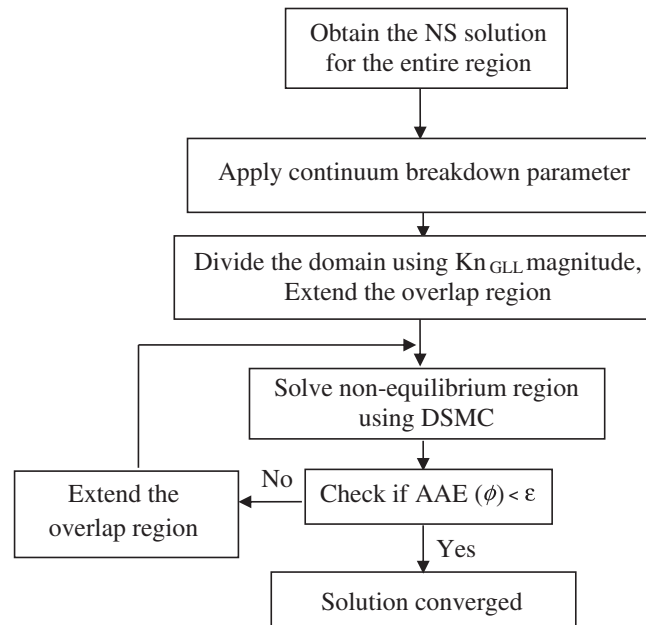 Obtain the NS solution
for the entire region
Apply continuum breakdown parameter
Divide the domain using Kn GLL magnitude,
Extend the overlap region
Solve non-equilibrium region
using DSMC
No
Extend the
overlap region
Check if AAE (ϕ) < ε
Yes
Solution converged